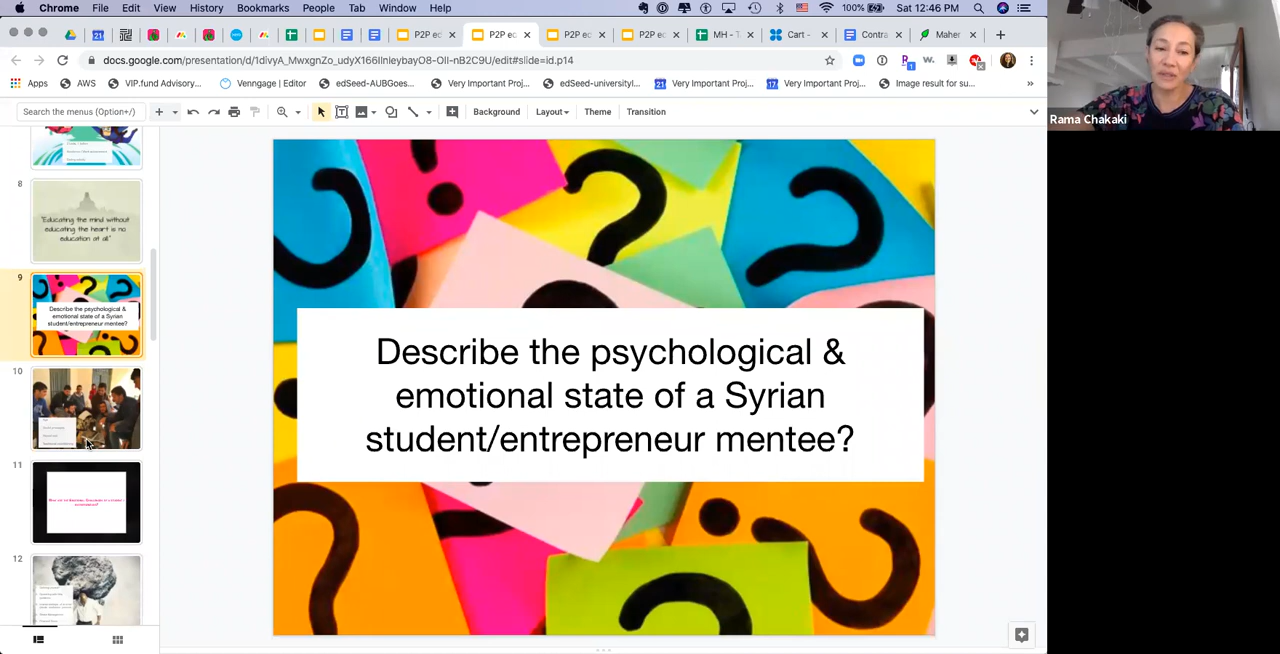 Chrome File Edit View History Bookmarks People Tab Window Help 100% Sat 12:46 PM
21 P2P ec P2P ec P2P ec P2P ec MH - T Cart - Contra Maher
docs.google.com/presentation/d/1divyA_MwxgnZo_udyX166IInleybayO8-OlI-nB2C9U/edit#slide=id.p14
Apps AWS VIP.fund Advisory... Venngage | Editor edSeed-AUBGoes... Very Important Proj... edSeed-universityI... 21 Very Important Proj... 17 Very Important Proj... Image result for su... »
Search the menus (Option+/) Background Layout Theme Transition
Rama Chakaki
8
"Educating the mind without
educating the heart is no
education at all"
9
Describe the psychological &
emotional state of a Syrian
student/entrepreneur mentee?
10
11
12
Describe the psychological &
emotional state of a Syrian
student/entrepreneur mentee?